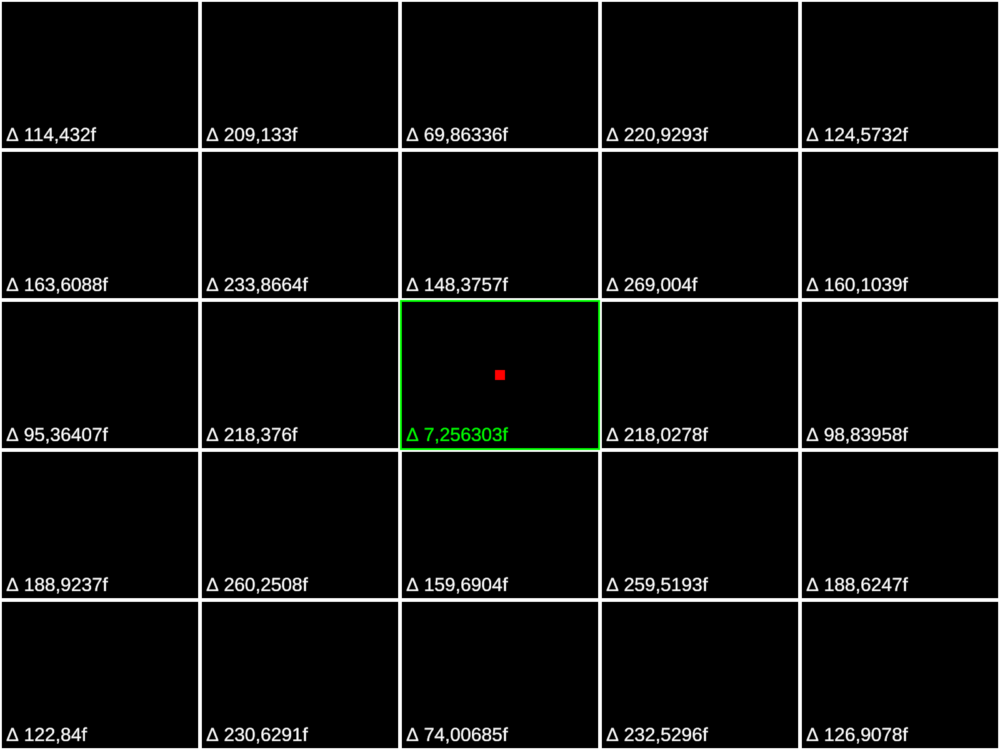 Δ 114,432f
Δ 209,133f
Δ 69,86336f
Δ 220,9293f
Δ 124,5732f
Δ 163,6088f
Δ 233,8664f
Δ 148,3757f
Δ 269,004f
Δ 160,1039f
Δ 95,36407f
Δ 218,376f
Δ 7,256303f
Δ 218,0278f
Δ 98,83958f
Δ 188,9237f
Δ 260,2508f
Δ 159,6904f
Δ 259,5193f
Δ 188,6247f
Δ 122,84f
Δ 230,6291f
Δ 74,00685f
Δ 232,5296f
Δ 126,9078f